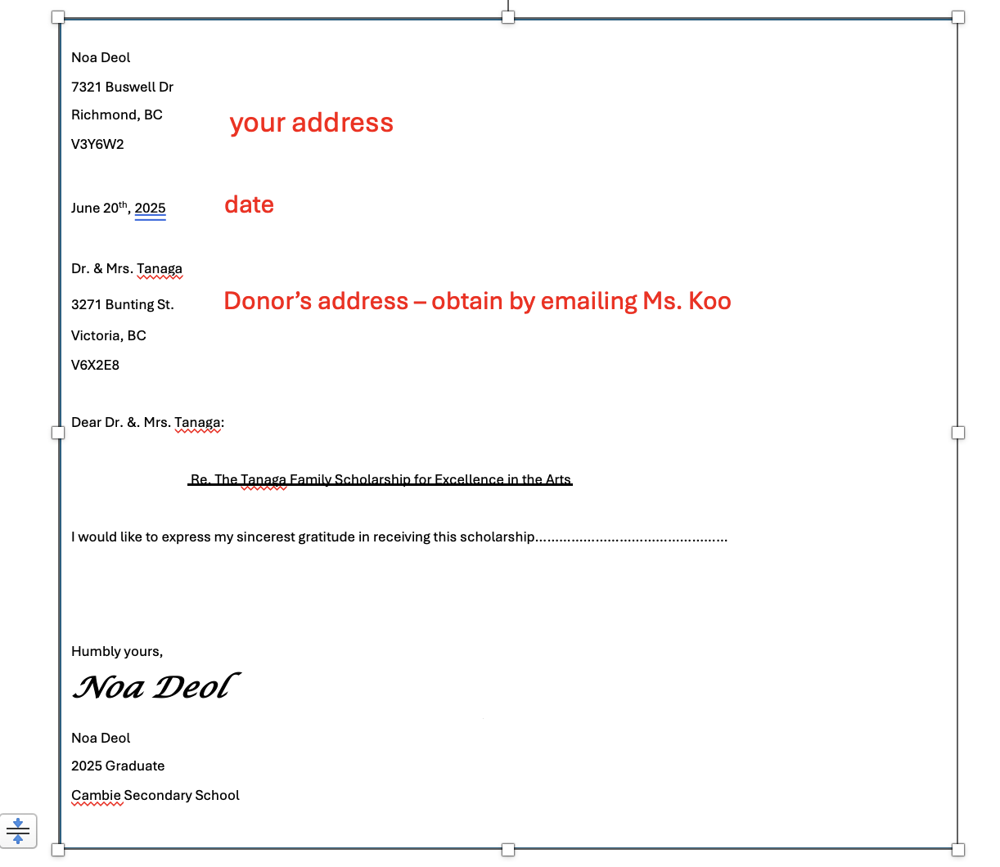 Noa Deol
7321 Buswell Dr
Richmond, BC
your address
V3Y6W2
June 20th, 2025
date
Dr. & Mrs. Tanaga
3271 Bunting St.
Donor’s address – obtain by emailing Ms. Koo
Victoria, BC
V6X2E8
Dear Dr. &. Mrs. Tanaga:
Re. The Tanaga Family Scholarship for Excellence in the Arts
I would like to express my sincerest gratitude in receiving this scholarship................................................
Humbly yours,
Noa Deol
Noa Deol
2025 Graduate
Cambie Secondary School